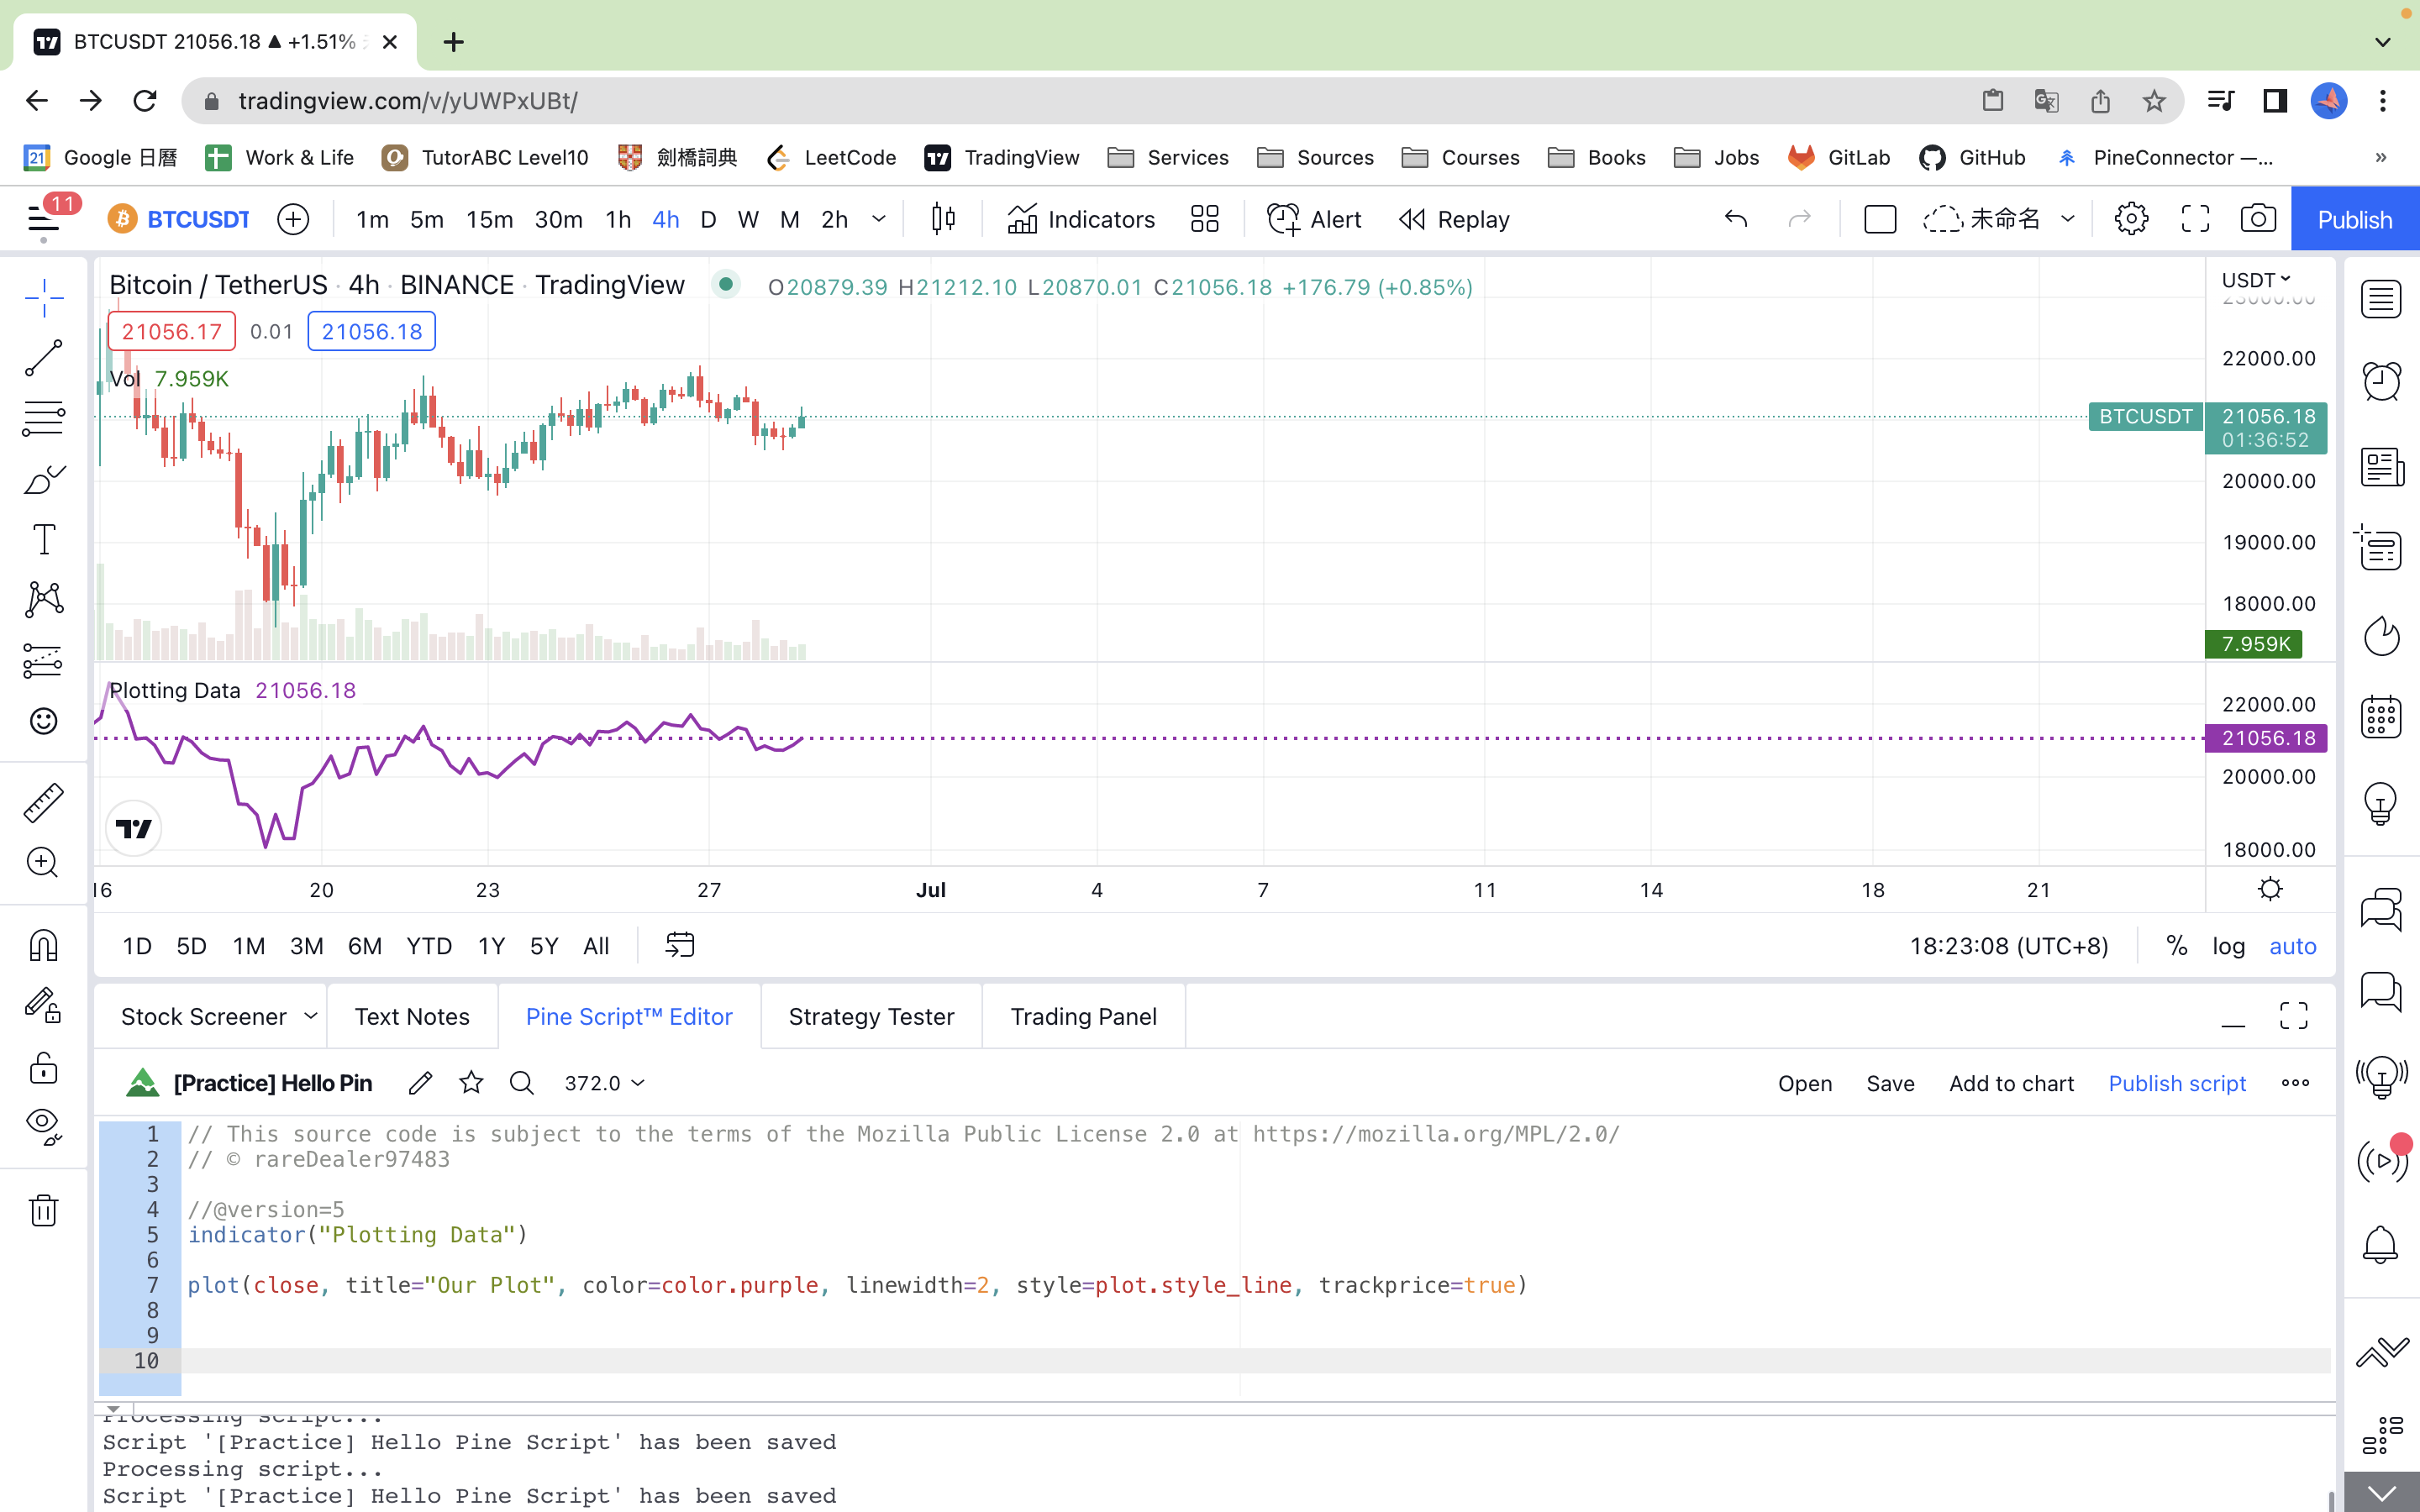 BTCUSDT 21056.18 ▲ +1.51%
tradingview.com/v/yUWPxUBt/
21 Google 日曆 Work & Life TutorABC Level10 劍橋詞典 LeetCode TradingView Services Sources Courses Books Jobs GitLab GitHub PineConnector —... »
11 BTCUSDT 1m 5m 15m 30m 1h 4h D W M 2h Indicators Alert Replay 未命名 Publish
Bitcoin / TetherUS · 4h · BINANCE · TradingView O20879.39 H21212.10 L20870.01 C21056.18 +176.79 (+0.85%) USDT
23000.00
21056.17 0.01 21056.18
22000.00
Vol 7.959K
BTCUSDT 21056.18
01:36:52
20000.00
19000.00
18000.00
7.959K
Plotting Data 21056.18
22000.00
21056.18
20000.00
18000.00
16 20 23 27 Jul 4 7 11 14 18 21
1D 5D 1M 3M 6M YTD 1Y 5Y All 18:23:08 (UTC+8) % log auto
Stock Screener Text Notes Pine Script™ Editor Strategy Tester Trading Panel
[Practice] Hello Pin 372.0 Open Save Add to chart Publish script
1 // This source code is subject to the terms of the Mozilla Public License 2.0 at https://mozilla.org/MPL/2.0/
2 // © rareDealer97483
3
4 //@version=5
5 indicator("Plotting Data")
6
7 plot(close, title="Our Plot", color=color.purple, linewidth=2, style=plot.style_line, trackprice=true)
8
9
10
Processing script...
Script '[Practice] Hello Pine Script' has been saved
Processing script...
Script '[Practice] Hello Pine Script' has been saved